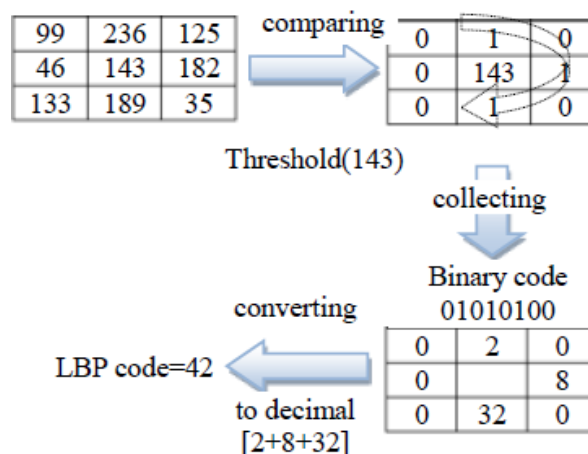 99 236 125
46 143 182
133 189 35
comparing
0 1 0
0 143 1
0 1 0
Threshold(143)
collecting
Binary code
01010100
0 2 0
0 8
0 32 0
converting
LBP code=42
to decimal
[2+8+32]